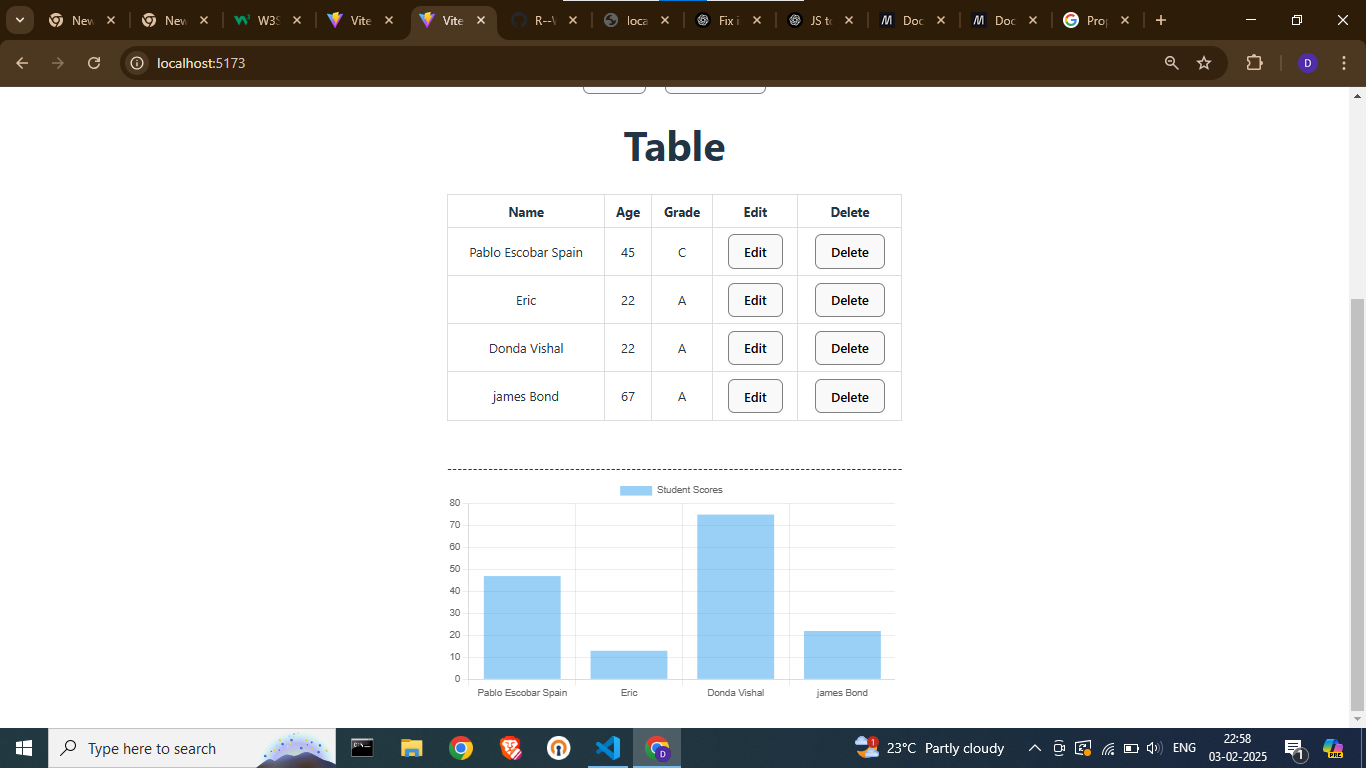 New
New
W3S
Vite
Vite
R--V
loca
Fix i
JS to
Doc
Doc
Prop
localhost:5173
D
Table
Name Age Grade Edit Delete
Pablo Escobar Spain 45 C Edit Delete
Eric 22 A Edit Delete
Donda Vishal 22 A Edit Delete
james Bond 67 A Edit Delete
Student Scores
80
70
60
50
40
30
20
10
0
Pablo Escobar Spain Eric Donda Vishal james Bond
Type here to search
D
1
23°C Partly cloudy
ENG
22:58
03-02-2025
1
PRE